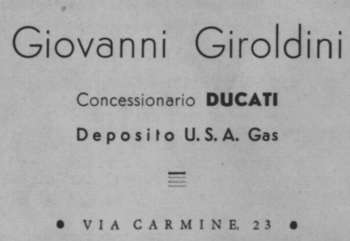 Giovanni Giroldini
Concessionario DUCATI
Deposito U. S. A. Gas
• VIA CARMINE, 23 •